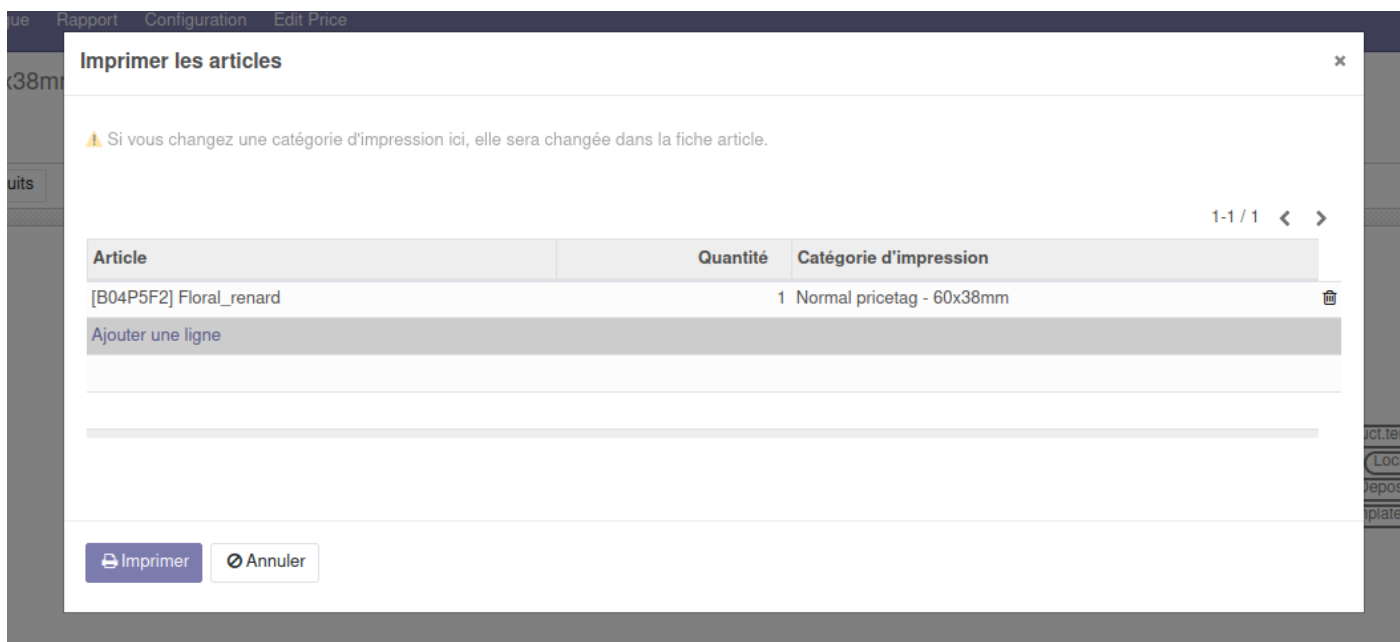 Rapport Configuration Edit Price
Imprimer les articles
Si vous changez une catégorie d'impression ici, elle sera changée dans la fiche article.
1-1 / 1
Article Quantité Catégorie d'impression
[B04P5F2] Floral_renard 1 Normal pricetag - 60x38mm
Ajouter une ligne
Imprimer Annuler